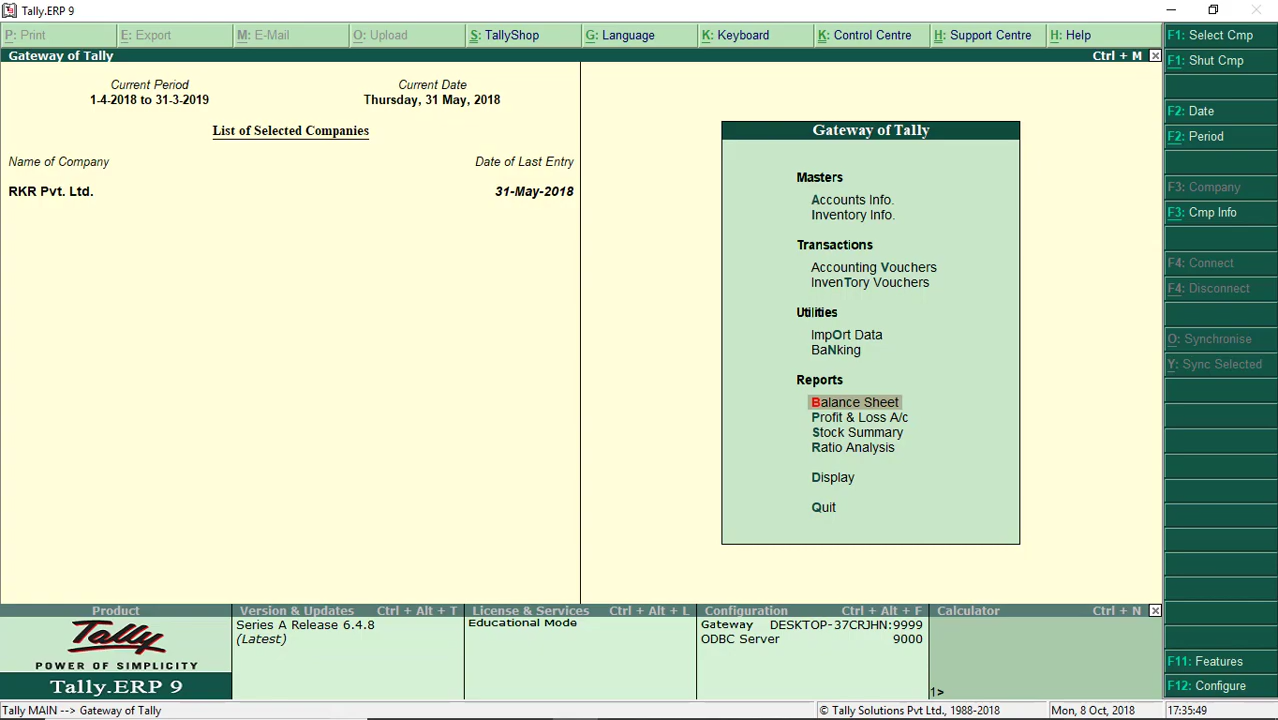 Tally.ERP 9
P: Print E: Export M: E-Mail O: Upload S: TallyShop G: Language K: Keyboard K: Control Centre H: Support Centre H: Help
Gateway of Tally Ctrl + M
Current Period Current Date
1-4-2018 to 31-3-2019 Thursday, 31 May, 2018
List of Selected Companies
Name of Company Date of Last Entry
RKR Pvt. Ltd. 31-May-2018
Gateway of Tally
Masters
Accounts Info.
Inventory Info.
Transactions
Accounting Vouchers
InvenTory Vouchers
Utilities
ImpOrt Data
BaNking
Reports
Balance Sheet
Profit & Loss A/c
Stock Summary
Ratio Analysis
Display
Quit
F1: Select Cmp
F1: Shut Cmp
F2: Date
F2: Period
F3: Company
F3: Cmp Info
F4: Connect
F4: Disconnect
O: Synchronise
Y: Sync Selected
F11: Features
F12: Configure
Product Version & Updates Ctrl + Alt + T License & Services Ctrl + Alt + L Configuration Ctrl + Alt + F Calculator Ctrl + N
Tally
POWER OF SIMPLICITY
Tally.ERP 9
Series A Release 6.4.8
(Latest)
Educational Mode
Gateway DESKTOP-37CRJHN:9999
ODBC Server 9000
1>
Tally MAIN --> Gateway of Tally © Tally Solutions Pvt Ltd., 1988-2018 Mon, 8 Oct, 2018 17:35:49